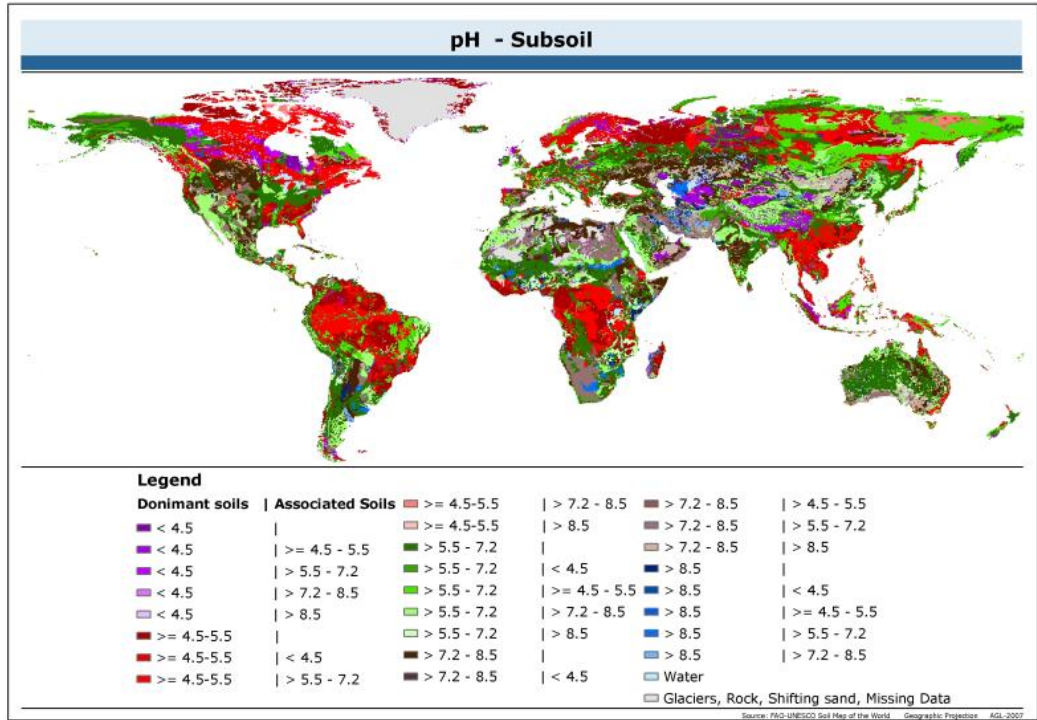 pH - Subsoil
Legend
Donimant soils | Associated Soils
< 4.5 |
< 4.5 | >= 4.5 - 5.5
< 4.5 | > 5.5 - 7.2
< 4.5 | > 7.2 - 8.5
< 4.5 | > 8.5
>= 4.5-5.5 |
>= 4.5-5.5 | < 4.5
>= 4.5-5.5 | > 5.5 - 7.2
>= 4.5-5.5 | > 7.2 - 8.5
>= 4.5-5.5 | > 8.5
> 5.5 - 7.2 |
> 5.5 - 7.2 | < 4.5
> 5.5 - 7.2 | >= 4.5 - 5.5
> 5.5 - 7.2 | > 7.2 - 8.5
> 5.5 - 7.2 | > 8.5
> 7.2 - 8.5 |
> 7.2 - 8.5 | < 4.5
> 7.2 - 8.5 | > 4.5 - 5.5
> 7.2 - 8.5 | > 5.5 - 7.2
> 7.2 - 8.5 | > 8.5
> 8.5 |
> 8.5 | < 4.5
> 8.5 | >= 4.5 - 5.5
> 8.5 | > 5.5 - 7.2
> 8.5 | > 7.2 - 8.5
Water
Glaciers, Rock, Shifting sand, Missing Data
Source: FAO-UNESCO Soil Map of the World Geographic Projection AGL-2007